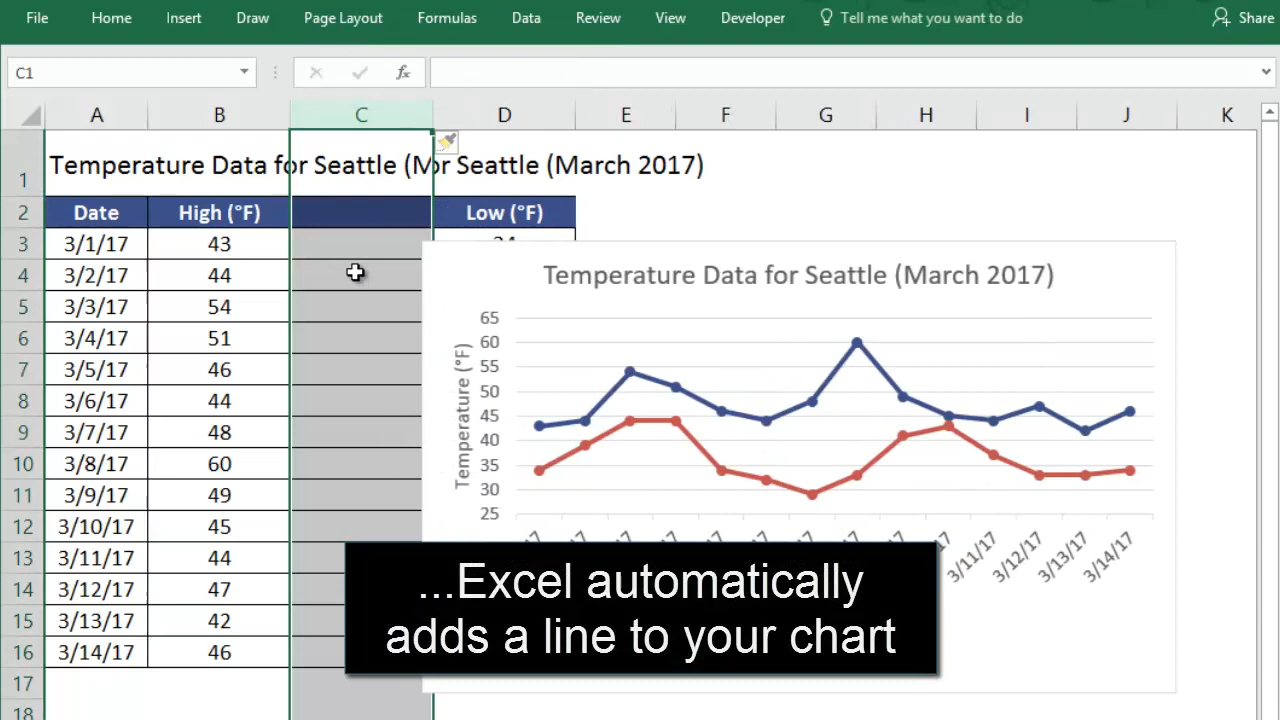 File Home Insert Draw Page Layout Formulas Data Review View Developer Tell me what you want to do Share
C1 fx
A B C D E F G H I J K
1 Temperature Data for Seattle (Mor Seattle (March 2017)
2 Date High (°F) Low (°F)
3 3/1/17 43
4 3/2/17 44
5 3/3/17 54
6 3/4/17 51
7 3/5/17 46
8 3/6/17 44
9 3/7/17 48
10 3/8/17 60
11 3/9/17 49
12 3/10/17 45
13 3/11/17 44
14 3/12/17 47
15 3/13/17 42
16 3/14/17 46
17
18
Temperature Data for Seattle (March 2017)
Temperature (°F)
65
60
55
50
45
40
35
30
25
3/11/17 3/12/17 3/13/17 3/14/17
...Excel automatically
adds a line to your chart